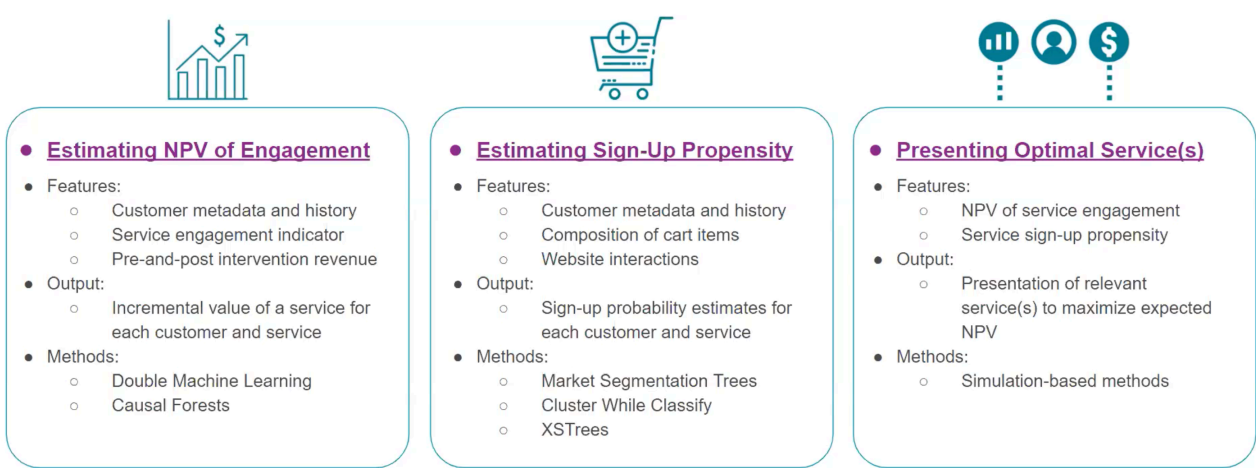 $
$
Estimating NPV of Engagement
Features:
Customer metadata and history
Service engagement indicator
Pre-and-post intervention revenue
Output:
Incremental value of a service for
each customer and service
Methods:
Double Machine Learning
Causal Forests
Estimating Sign-Up Propensity
Features:
Customer metadata and history
Composition of cart items
Website interactions
Output:
Sign-up probability estimates for
each customer and service
Methods:
Market Segmentation Trees
Cluster While Classify
XSTrees
Presenting Optimal Service(s)
Features:
NPV of service engagement
Service sign-up propensity
Output:
Presentation of relevant
service(s) to maximize expected
NPV
Methods:
Simulation-based methods